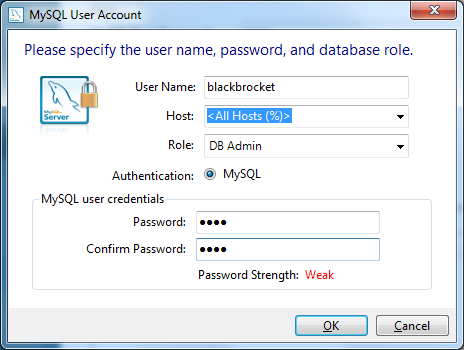 MySQL User Account
Please specify the user name, password, and database role.
User Name: blackbrocket
Host: <All Hosts (%)>
Role: DB Admin
Authentication: MySQL
MySQL
Server
MySQL user credentials
Password: ●●●●
Confirm Password: ●●●●
Password Strength: Weak
OK Cancel